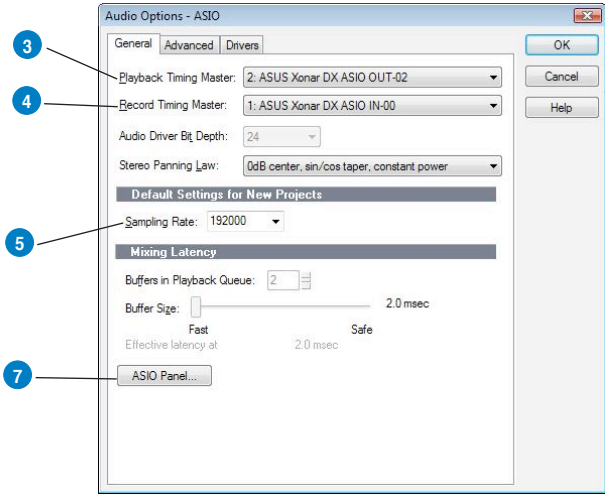 Audio Options - ASIO
General Advanced Drivers
OK
Cancel
Help
3
Playback Timing Master: 2: ASUS Xonar DX ASIO OUT-02
4
Record Timing Master: 1: ASUS Xonar DX ASIO IN-00
Audio Driver Bit Depth: 24
Stereo Panning Law: 0dB center, sin/cos taper, constant power
Default Settings for New Projects
5
Sampling Rate: 192000
Mixing Latency
Buffers in Playback Queue: 2
Buffer Size: 2.0 msec
Fast Safe
Effective latency at 2.0 msec
7
ASIO Panel...